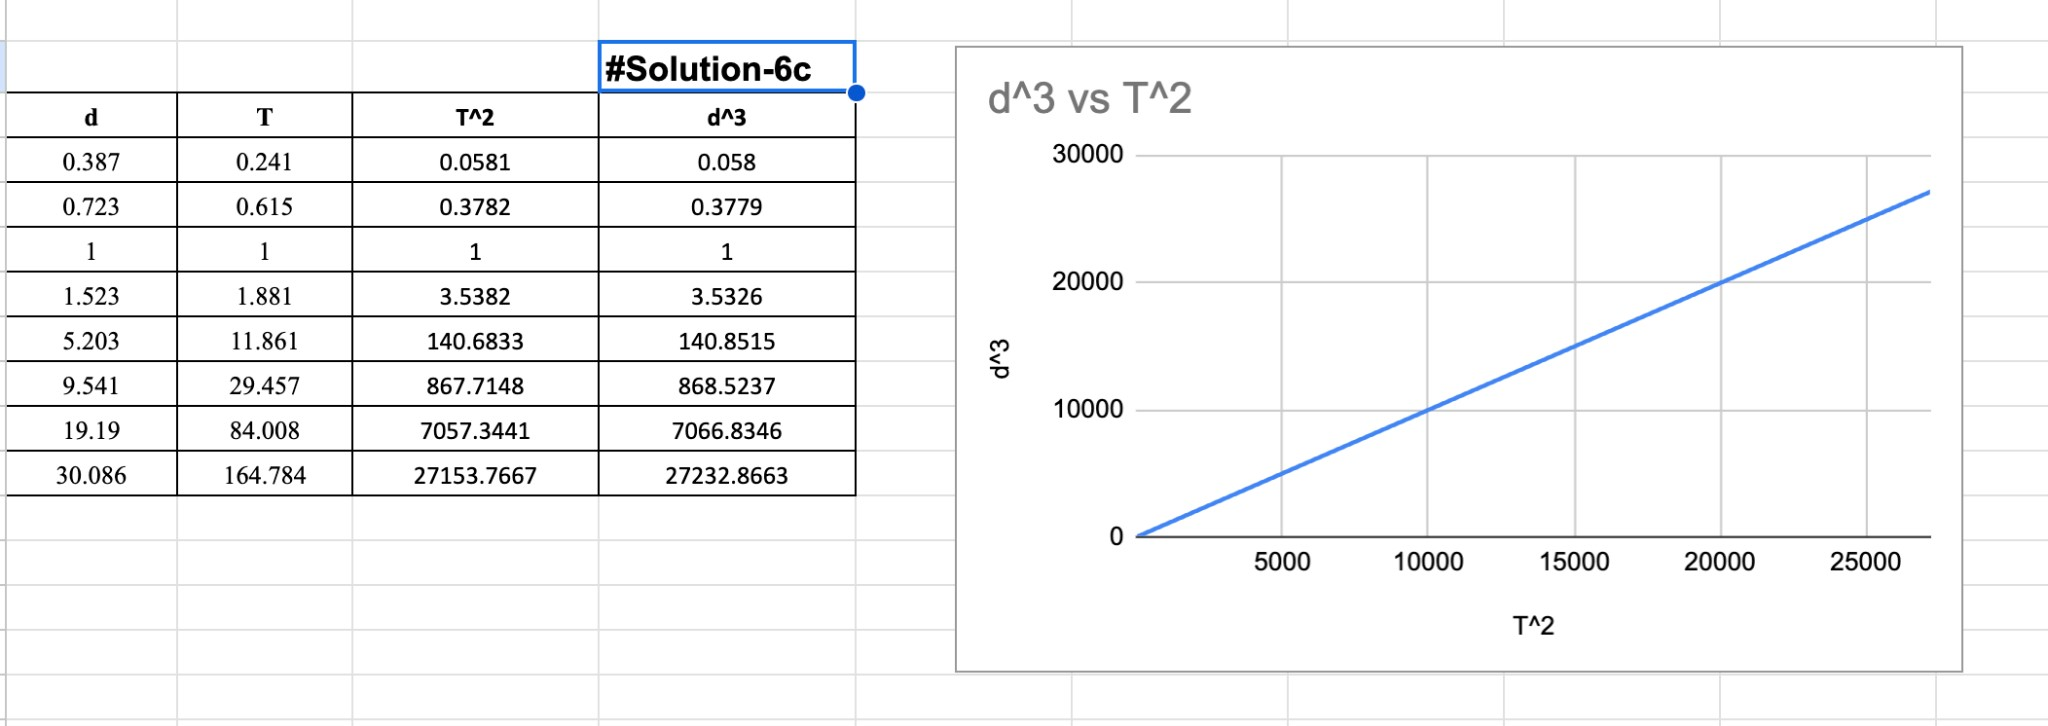 #Solution-6c
d T T^2 d^3
0.387 0.241 0.0581 0.058
0.723 0.615 0.3782 0.3779
1 1 1 1
1.523 1.881 3.5382 3.5326
5.203 11.861 140.6833 140.8515
9.541 29.457 867.7148 868.5237
19.19 84.008 7057.3441 7066.8346
30.086 164.784 27153.7667 27232.8663
d^3 vs T^2
30000
20000
10000
0
d^3
5000 10000 15000 20000 25000
T^2